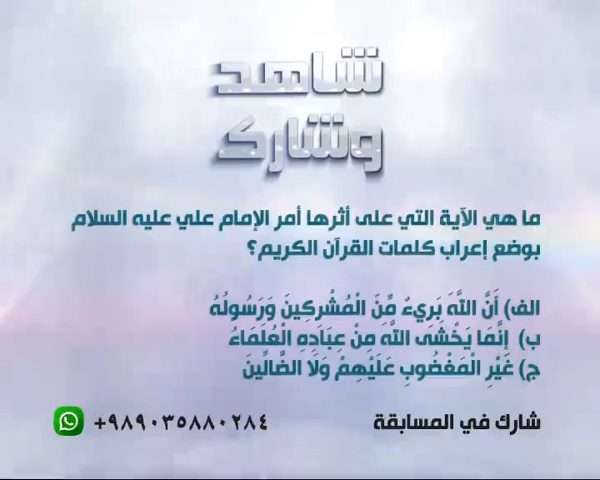 شاهد
وشارك
ما هي الآية التي على أثرها أمر الإمام علي عليه السلام
بوضع إعراب كلمات القرآن الكريم؟
الف) أَنَّ اللَّهَ بَرِيءٌ مِّنَ الْمُشْرِكِينَ وَرَسُولُهُ
ب) إِنَّمَا يَخْشَى اللَّهَ مِنْ عِبَادِهِ الْعُلَمَاءُ
ج) غَيْرِ الْمَغْضُوبِ عَلَيْهِمْ وَلَا الضَّالِّينَ
شارك في المسابقة +٩٨٩٠٣٥٨٨٠٢٨٤